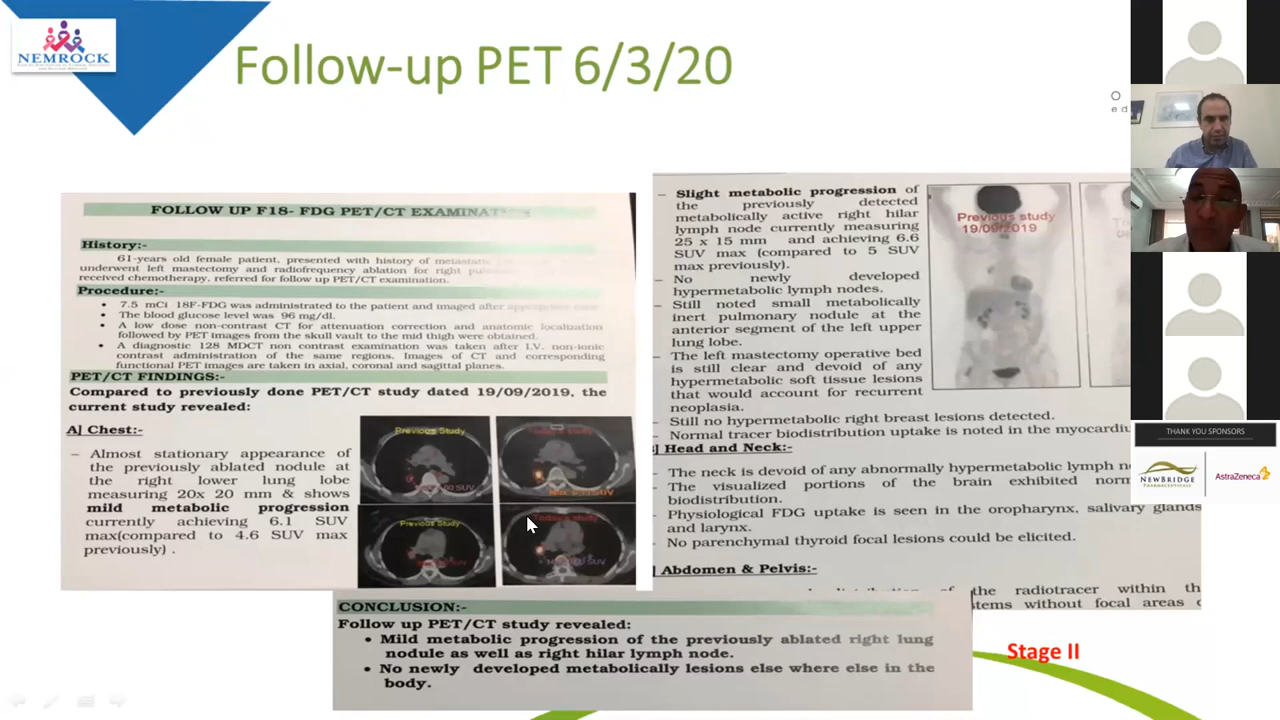 NEMROCK
Follow-up PET 6/3/20
FOLLOW UP F18- FDG PET/CT
History:-
61-years old female patient, presented with history of
underwent left mastectomy and radiofrequency ablation for right
received chemotherapy. referred for follow up PET/CT examination.
Procedure:-
• 7.5 mCi 18F-FDG was administered to the patient and imaged after
• The blood glucose level was 96 mg/dl.
• A low dose non-contrast CT for attenuation correction and anatomic localization
followed by PET images from the skull vault to the mid thigh were obtained.
• A diagnostic 128 MDCT non contrast examination was taken after I.V. non-ionic
contrast administration of the same regions. Images of CT and corresponding
functional PET images are taken in axial, coronal and sagittal planes.
PET/CT FINDINGS:-
Compared to previously done PET/CT study dated 19/09/2019, the
current study revealed:
A] Chest:-
– Almost stationary appearance of
the previously ablated nodule at
the right lower lung lobe
measuring 20x 20 mm & shows
mild metabolic progression
currently achieving 6.1 SUV
max(compared to 4.6 SUV max
previously) .
Previous Study
Previous Study
Today's study
– Slight metabolic progression of
the previously detected
metabolically active right hilar
lymph node currently measuring
25 x 15 mm and achieving 6.6
SUV max (compared to 5 SUV
max previously).
– No newly developed
hypermetabolic lymph nodes.
– Still noted small metabolically
inert pulmonary nodule at the
anterior segment of the left upper
lung lobe.
– The left mastectomy operative bed
is still clear and devoid of any
hypermetabolic soft tissue lesions
that would account for recurrent
neoplasia.
– Still no hypermetabolic right breast lesions detected.
– Normal tracer biodistribution uptake is noted in the
Previous study
19/09/2019
] Head and Neck:-
– The neck is devoid of any abnormally hypermetabolic lymph
– The visualized portions of the brain exhibited
biodistribution.
– Physiological FDG uptake is seen in the oropharynx, salivary glands
and larynx.
– No parenchymal thyroid focal lesions could be elicited.
] Abdomen & Pelvis:-
of the radiotracer within
without focal areas
CONCLUSION:-
Follow up PET/CT study revealed:
• Mild metabolic progression of the previously ablated right lung
nodule as well as right hilar lymph node.
• No newly developed metabolically lesions else where else in the
body.
Stage II
THANK YOU SPONSORS
NEWBRIDGE
PHARMACEUTICALS
AstraZeneca